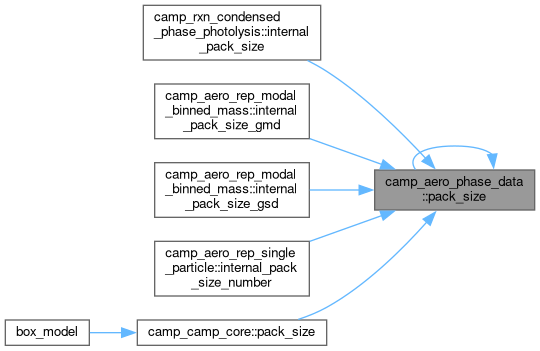 camp_rxn_condensed
_phase_photolysis::internal
_pack_size
camp_aero_rep_modal
_binned_mass::internal
_pack_size_gmd
camp_aero_phase_data
::pack_size
camp_aero_rep_modal
_binned_mass::internal
_pack_size_gsd
camp_aero_rep_single
_particle::internal_pack
_size_number
box_model
camp_camp_core::pack_size